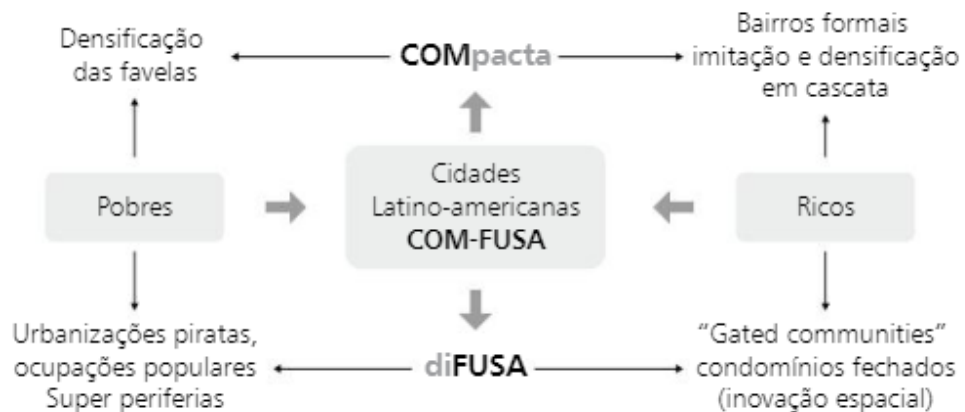 Densificação
das favelas
COMpacta
Bairros formais
imitação e densificação
em cascata
Pobres
Cidades
Latino-americanas
COM-FUSA
Ricos
Urbanizações piratas,
ocupações populares
Super periferias
diFUSA
“Gated communities”
condomínios fechados
(inovação espacial)